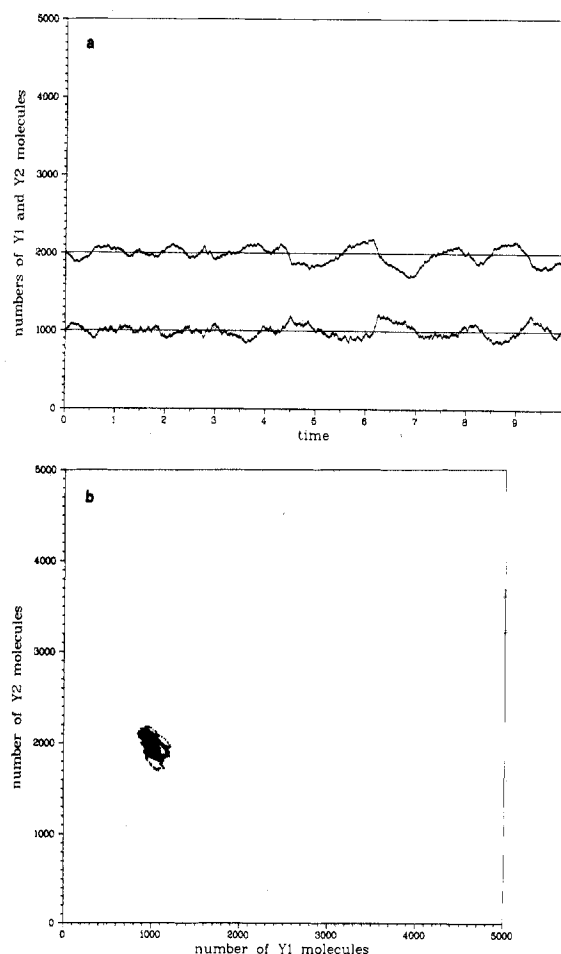 5000
a
4000
3000
2000
1000
0
numbers of Y1 and Y2 molecules
0 1 2 3 4 5 6 7 8 9
time
5000
b
4000
3000
2000
1000
0
number of Y2 molecules
0 1000 2000 3000 4000 5000
number of Y1 molecules